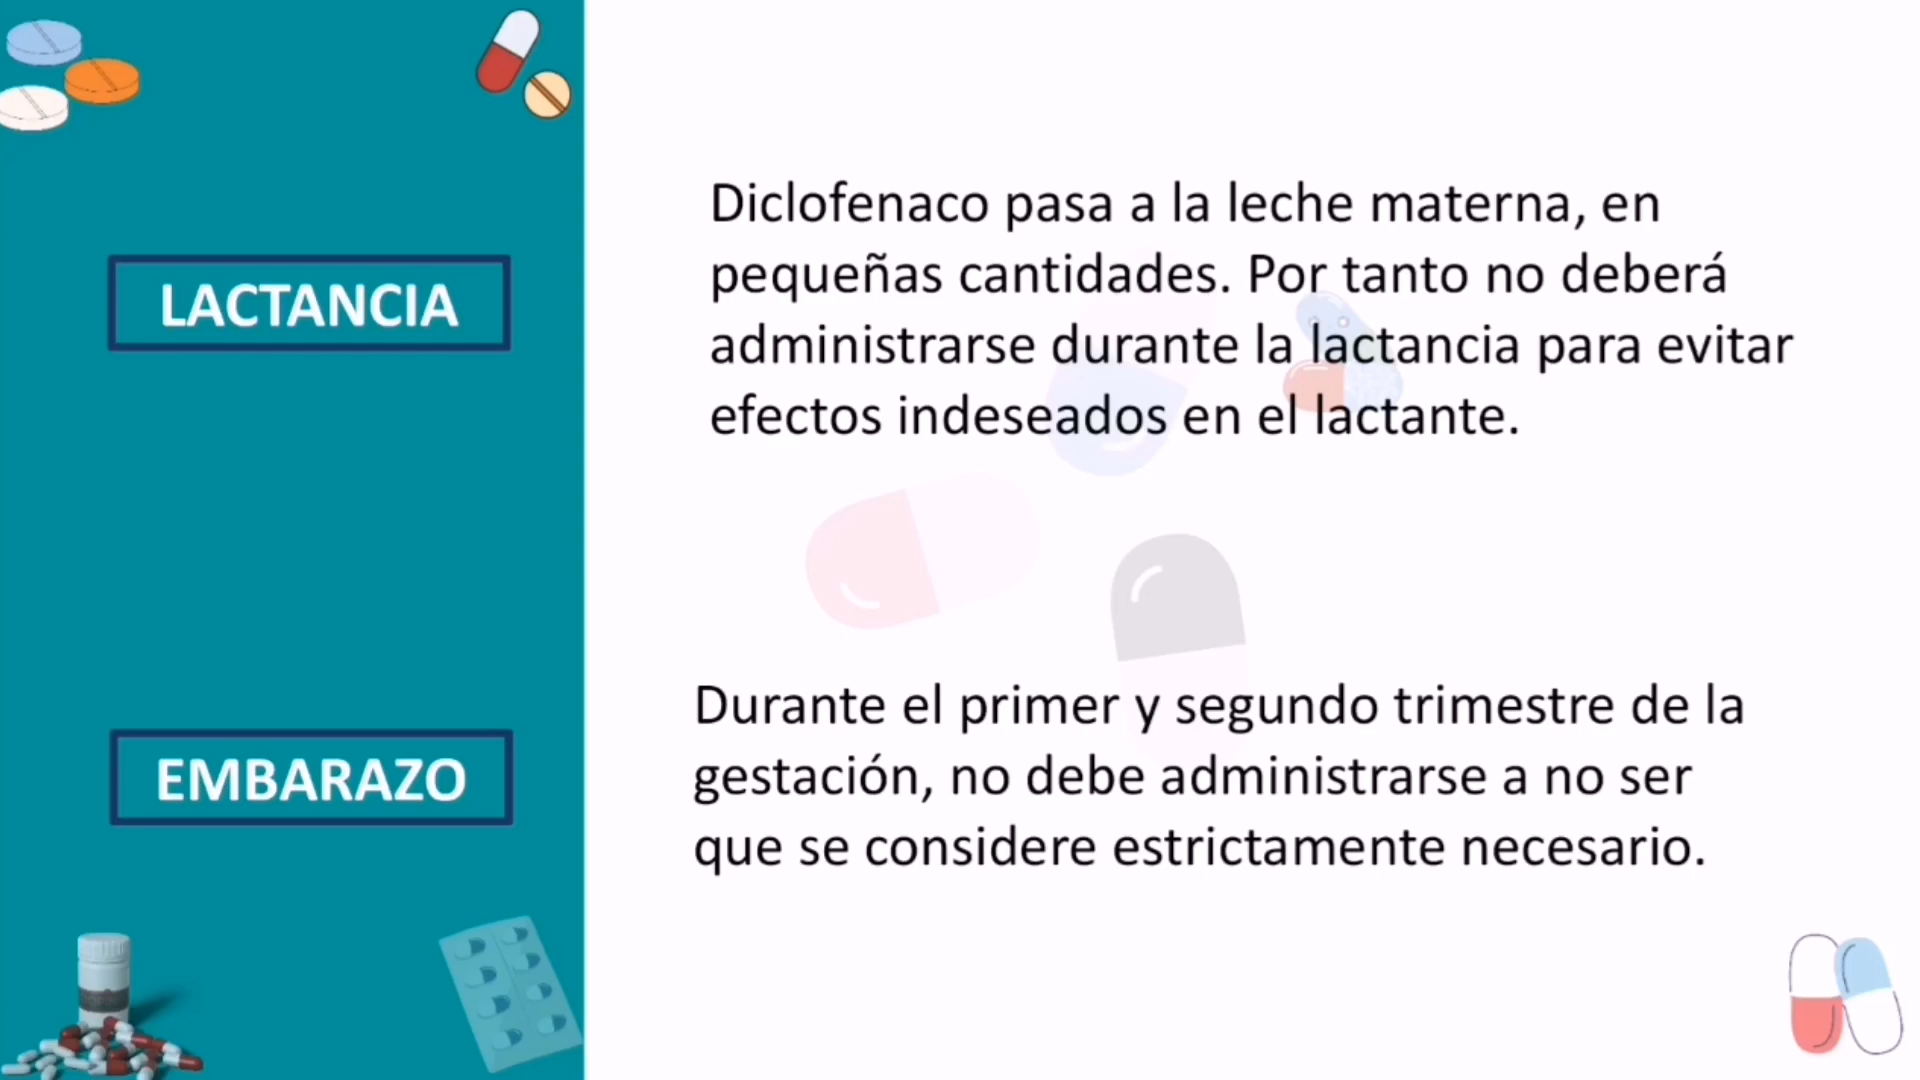 LACTANCIA
Diclofenaco pasa a la leche materna, en
pequeñas cantidades. Por tanto no deberá
administrarse durante la lactancia para evitar
efectos indeseados en el lactante.
EMBARAZO
Durante el primer y segundo trimestre de la
gestación, no debe administrarse a no ser
que se considere estrictamente necesario.